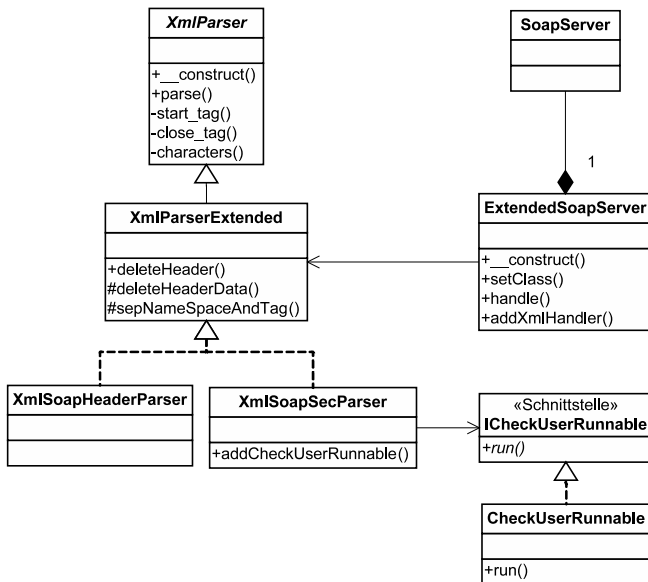 XmlParser
+__construct()
+parse()
-start_tag()
-close_tag()
-characters()
SoapServer
1
XmlParserExtended
+deleteHeader()
#deleteHeaderData()
#sepNameSpaceAndTag()
ExtendedSoapServer
+__construct()
+setClass()
+handle()
+addXmlHandler()
XmlSoapHeaderParser
XmlSoapSecParser
+addCheckUserRunnable()
«Schnittstelle»
ICheckUserRunnable
+run()
CheckUserRunnable
+run()